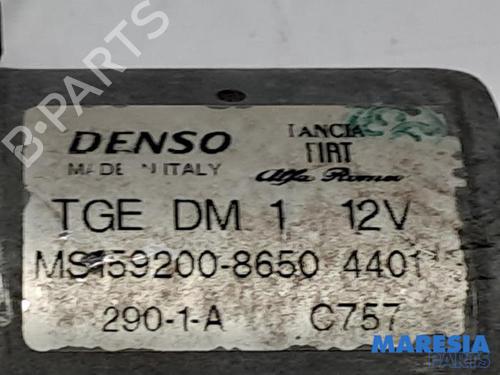 B-PARTS
DENSO
LANCIA
FIAT
MADE IN ITALY
Alfa Romeo
TGE DM 1 12V
MS159200-8650 4401
290-1-A C757
MARESIA
PARTS